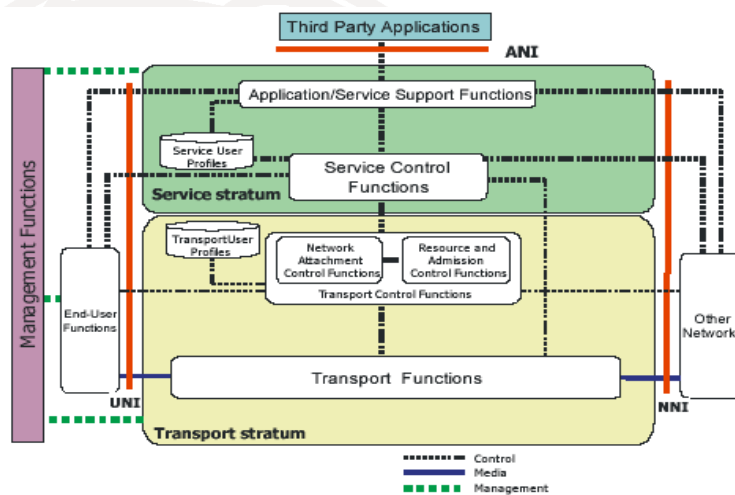 Third Party Applications
ANI
Application/Service Support Functions
Service User
Profiles
Service Control
Functions
Service stratum
Management Functions
TransportUser
Profiles
Network
Attachment
Control Functions
Resource and
Admission
Control Functions
Transport Control Functions
End-User
Functions
Other
Network
Transport Functions
UNI
NNI
Transport stratum
Control
Media
Management